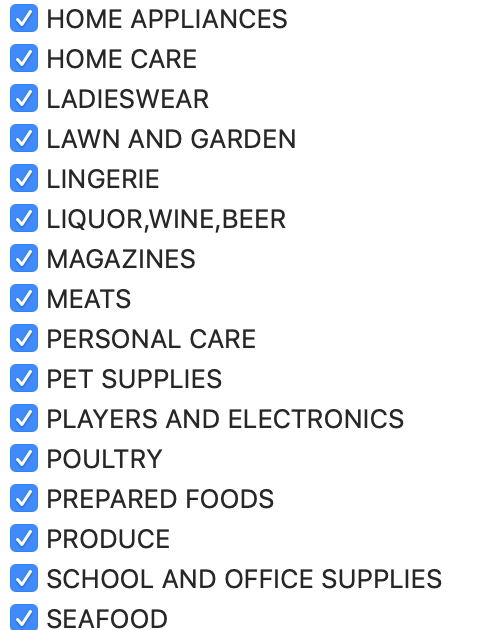 HOME APPLIANCES
HOME CARE
LADIESWEAR
LAWN AND GARDEN
LINGERIE
LIQUOR,WINE,BEER
MAGAZINES
MEATS
PERSONAL CARE
PET SUPPLIES
PLAYERS AND ELECTRONICS
POULTRY
PREPARED FOODS
PRODUCE
SCHOOL AND OFFICE SUPPLIES
SEAFOOD